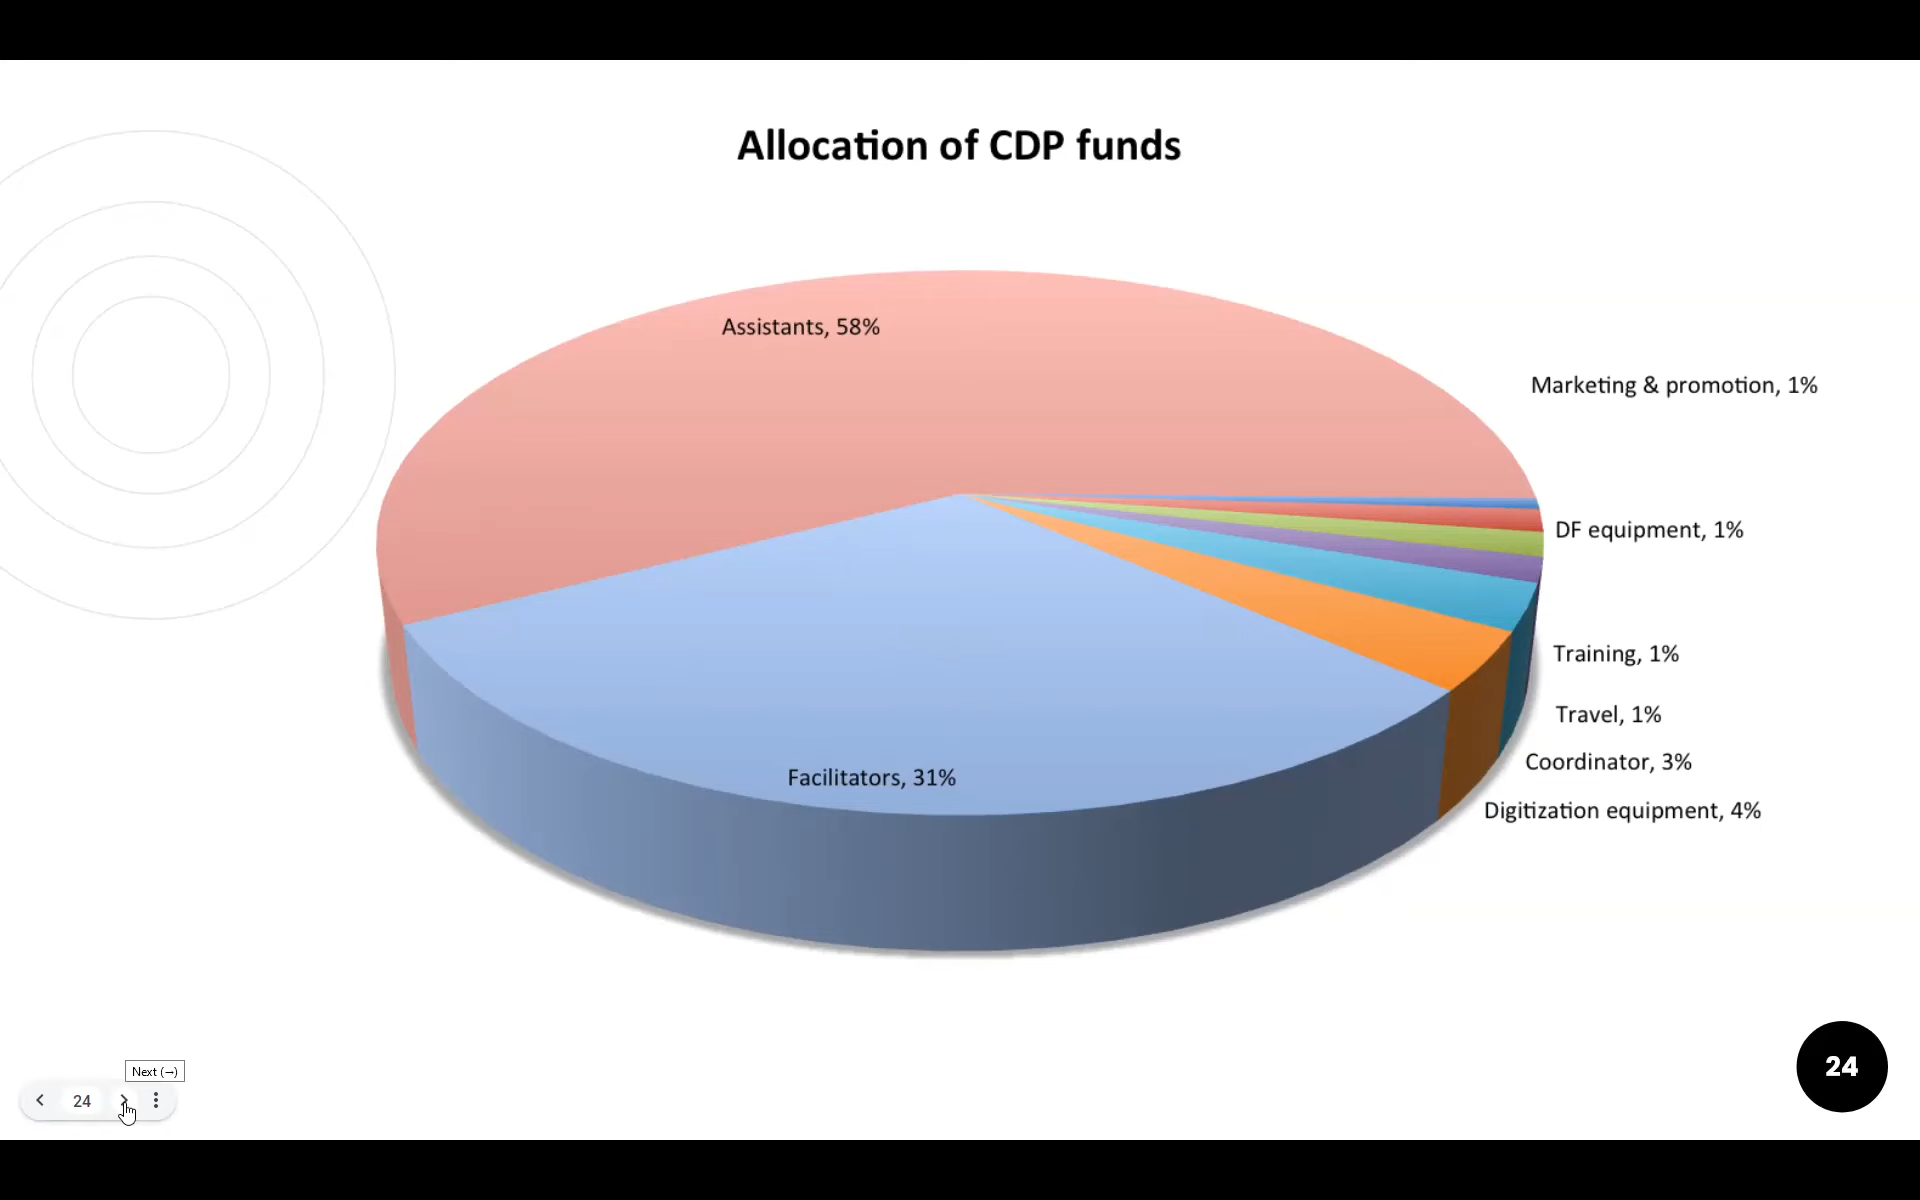 Allocation of CDP funds
Assistants, 58%
Marketing & promotion, 1%
DF equipment, 1%
Training, 1%
Travel, 1%
Coordinator, 3%
Facilitators, 31%
Digitization equipment, 4%
24
Next (→)
24